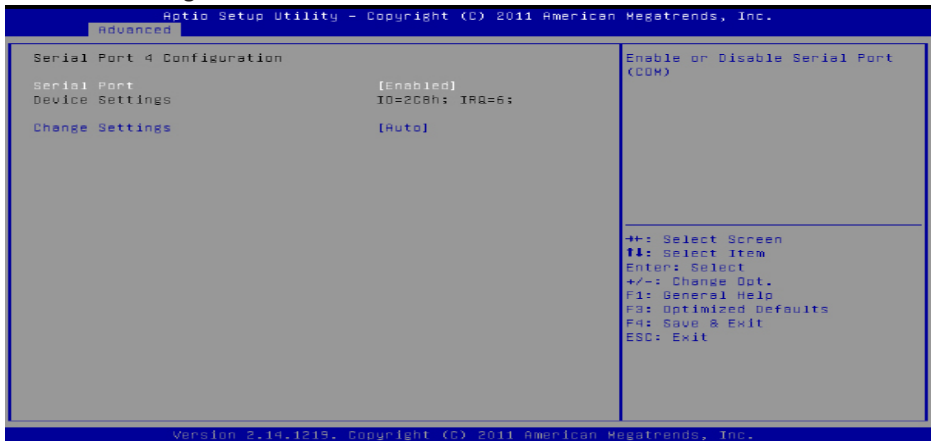 Aptio Setup Utility – Copyright (C) 2011 American Megatrends, Inc.
Advanced
Serial Port 4 Configuration
Serial Port [Enabled]
Device Settings IO=2C8h; IRQ=6;
Change Settings [Auto]
Enable or Disable Serial Port
(COM)
→←: Select Screen
↑↓: Select Item
Enter: Select
+/-: Change Opt.
F1: General Help
F3: Optimized Defaults
F4: Save & Exit
ESC: Exit
Version 2.14.1219. Copyright (C) 2011 American Megatrends, Inc.